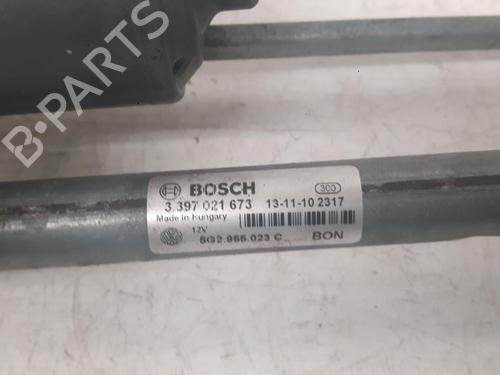 B-PARTS
BOSCH
300
3 397 021 673 13-11-10 2317
Made in Hungary
12V
5G2.955.023 C BON